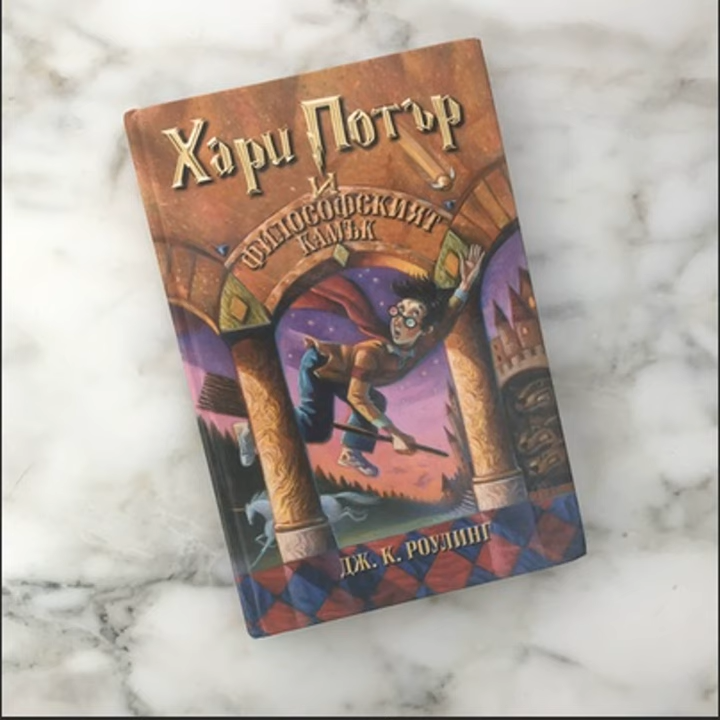 Хари Потър
и
ФИЛОСОФСКИЯТ
КАМЪК
ДЖ. К. РОУЛИНГ